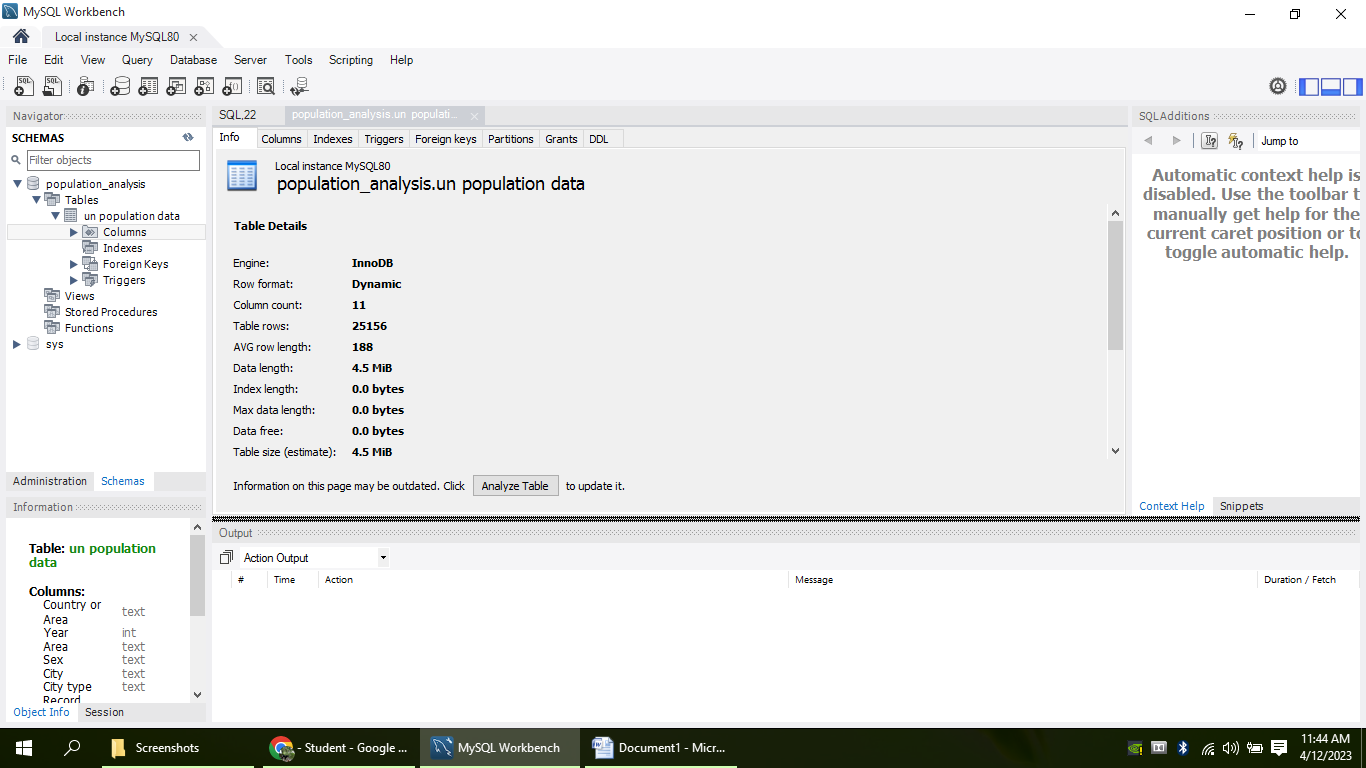 MySQL Workbench
Local instance MySQL80
File Edit View Query Database Server Tools Scripting Help
Navigator
SCHEMAS
Filter objects
population_analysis
Tables
un population data
Columns
Indexes
Foreign Keys
Triggers
Views
Stored Procedures
Functions
sys
Administration Schemas
Information
Table: un population
data
Columns:
Country or
Area text
Year int
Area text
Sex text
City text
City type text
Record
Object Info Session
SQL,22 population_analysis.un populati...
Info Columns Indexes Triggers Foreign keys Partitions Grants DDL
Local instance MySQL80
population_analysis.un population data
Table Details
Engine: InnoDB
Row format: Dynamic
Column count: 11
Table rows: 25156
AVG row length: 188
Data length: 4.5 MiB
Index length: 0.0 bytes
Max data length: 0.0 bytes
Data free: 0.0 bytes
Table size (estimate): 4.5 MiB
Information on this page may be outdated. Click Analyze Table to update it.
Output
Action Output
# Time Action Message Duration / Fetch
SQLAdditions
Jump to
Automatic context help is
disabled. Use the toolbar t
manually get help for the
current caret position or to
toggle automatic help.
Context Help Snippets
Screenshots - Student - Google ... MySQL Workbench Document1 - Micr...
11:44 AM
4/12/2023